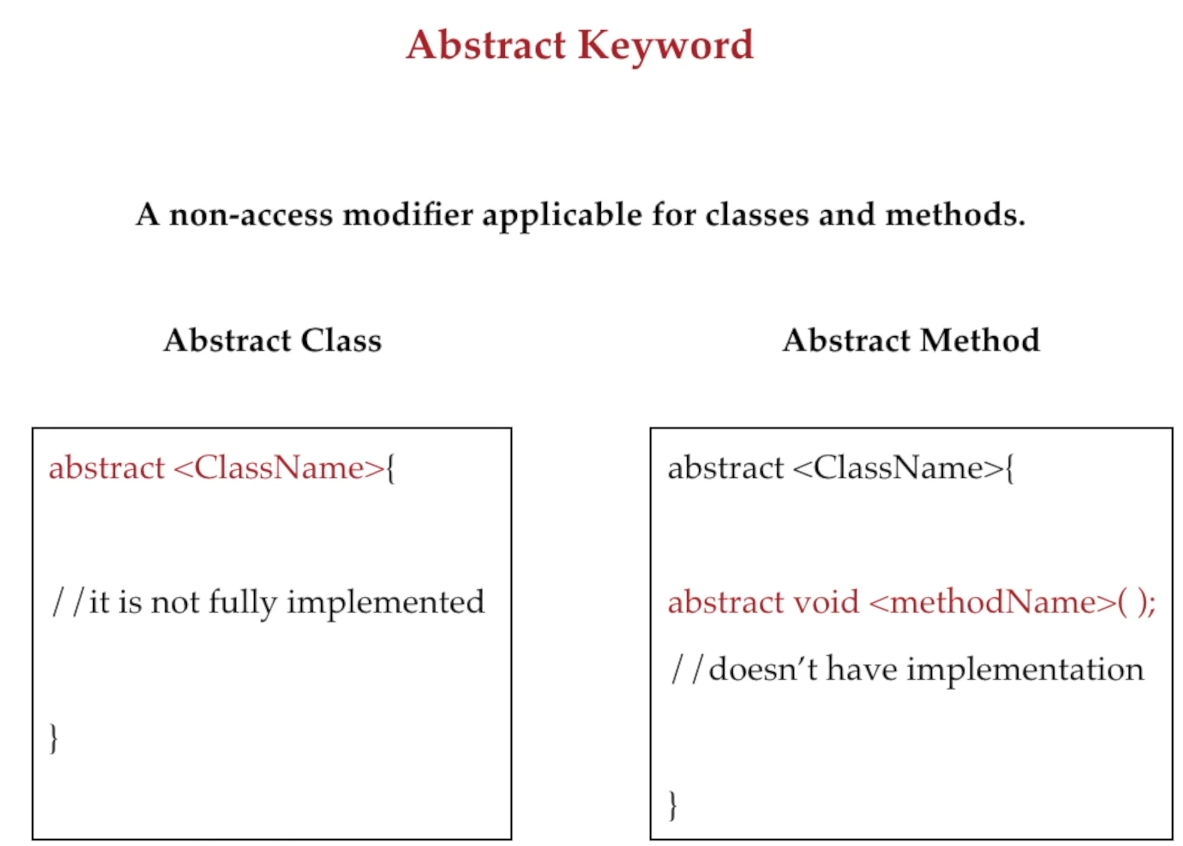 Abstract Keyword
A non-access modifier applicable for classes and methods.
Abstract Class
abstract <ClassName>{
//it is not fully implemented
}
Abstract Method
abstract <ClassName>{
abstract void <methodName>( );
//doesn’t have implementation
}